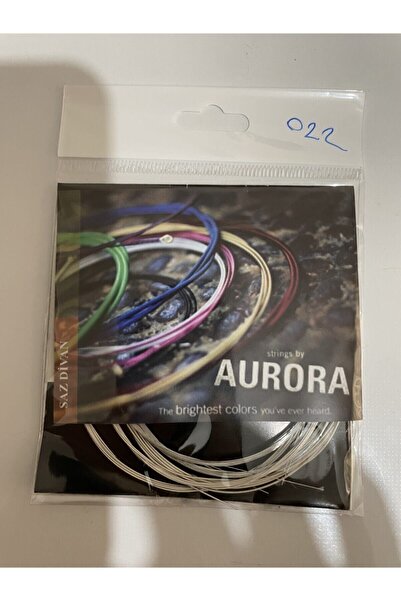 022
SAZ DİVAN
strings by
AURORA
The brightest colors you've ever heard.